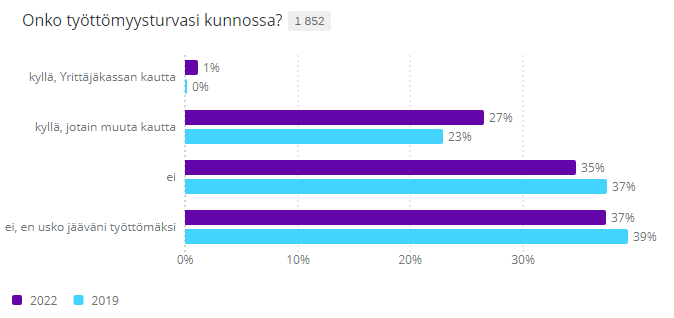 Onko työttömyysturvasi kunnossa? 1 852
kyllä, Yrittäjäkassan kautta
1%
0%
kyllä, jotain muuta kautta
27%
23%
ei
35%
37%
ei, en usko jääväni työttömäksi
37%
39%
0% 10% 20% 30%
2022 2019